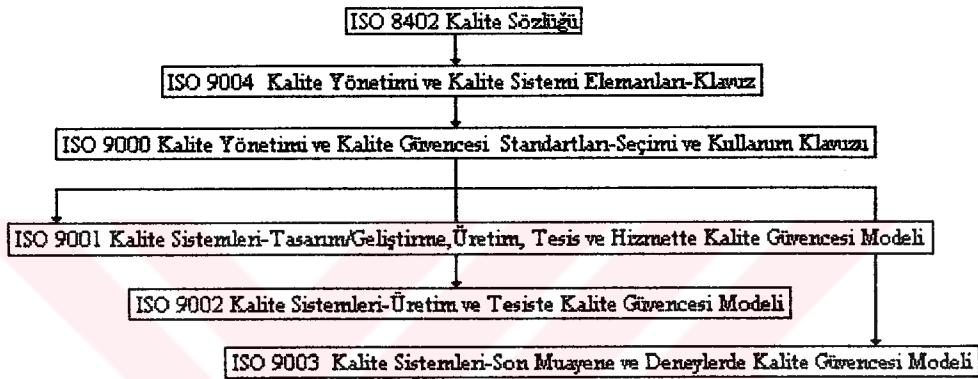 ISO 8402 Kalite Sözlüğü
ISO 9004 Kalite Yönetimi ve Kalite Sistemi Elemanları-Klavuz
ISO 9000 Kalite Yönetimi ve Kalite Güvencesi Standartları-Seçimi ve Kullanım Klavuzu
ISO 9001 Kalite Sistemleri-Tasarım/Geliştirme,Üretim, Tesis ve Hizmette Kalite Güvencesi Modeli
ISO 9002 Kalite Sistemleri-Üretim ve Tesiste Kalite Güvencesi Modeli
ISO 9003 Kalite Sistemleri-Son Muayene ve Deneylerde Kalite Güvencesi Modeli